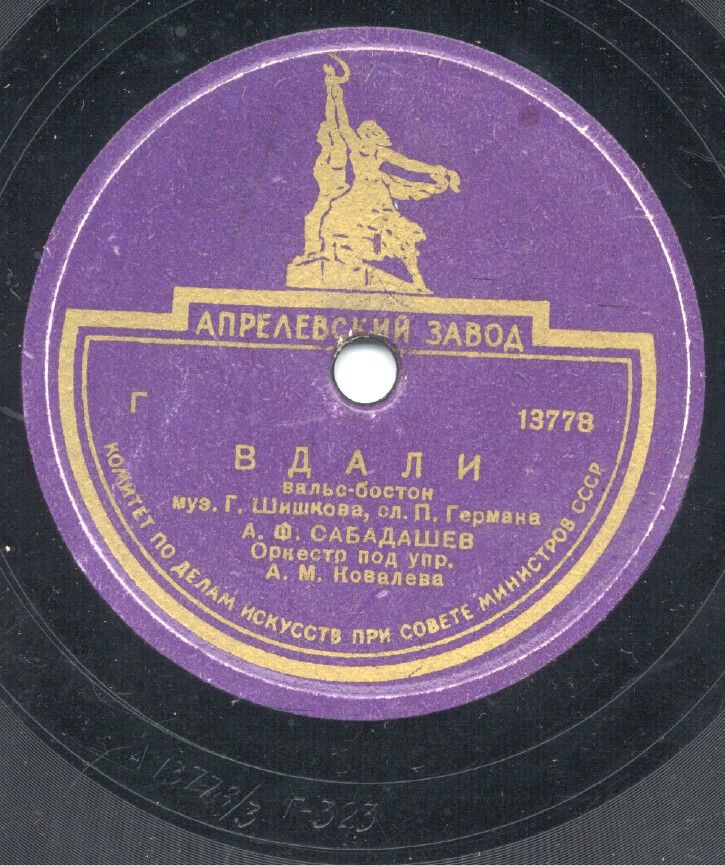 АПРЕЛЕВСКИЙ ЗАВОД
Г
13778
ВДАЛИ
вальс-бостон
муз. Г. Шишкова, сл. П. Германа
А. Ф. САБАДАШЕВ
Оркестр под упр.
А. М. Ковалева
КОМИТЕТ ПО ДЕЛАМ ИСКУССТВ ПРИ СОВЕТЕ МИНИСТРОВ СССР
А 13778/3 Г-323